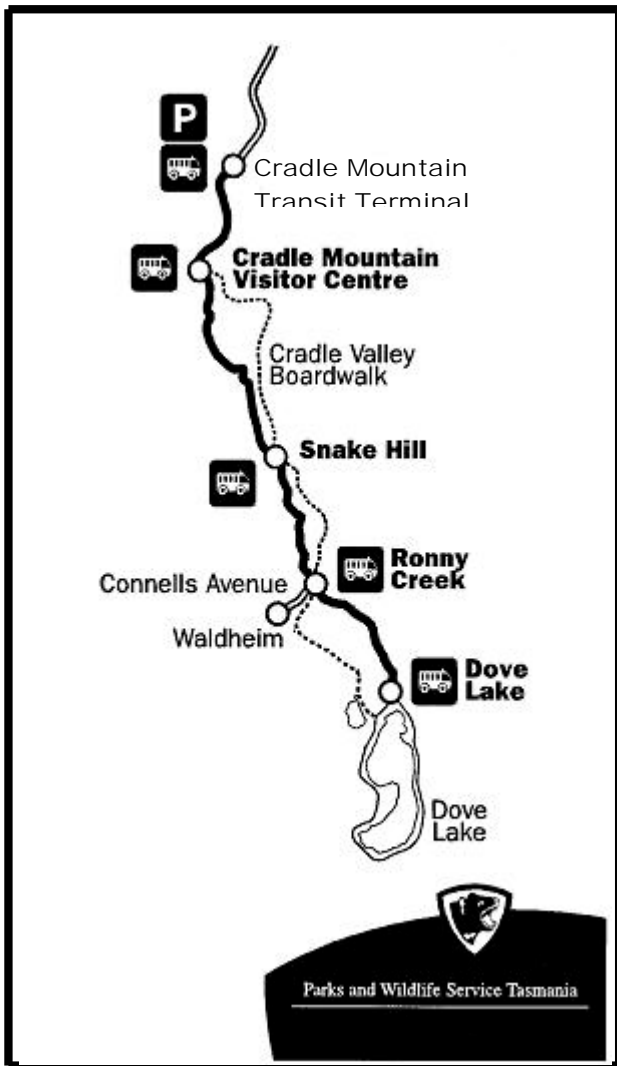 P
Cradle Mountain
Transit Terminal
Cradle Mountain
Visitor Centre
Cradle Valley
Boardwalk
Snake Hill
Ronny
Creek
Connells Avenue
Waldheim
Dove
Lake
Dove
Lake
Parks and Wildlife Service Tasmania